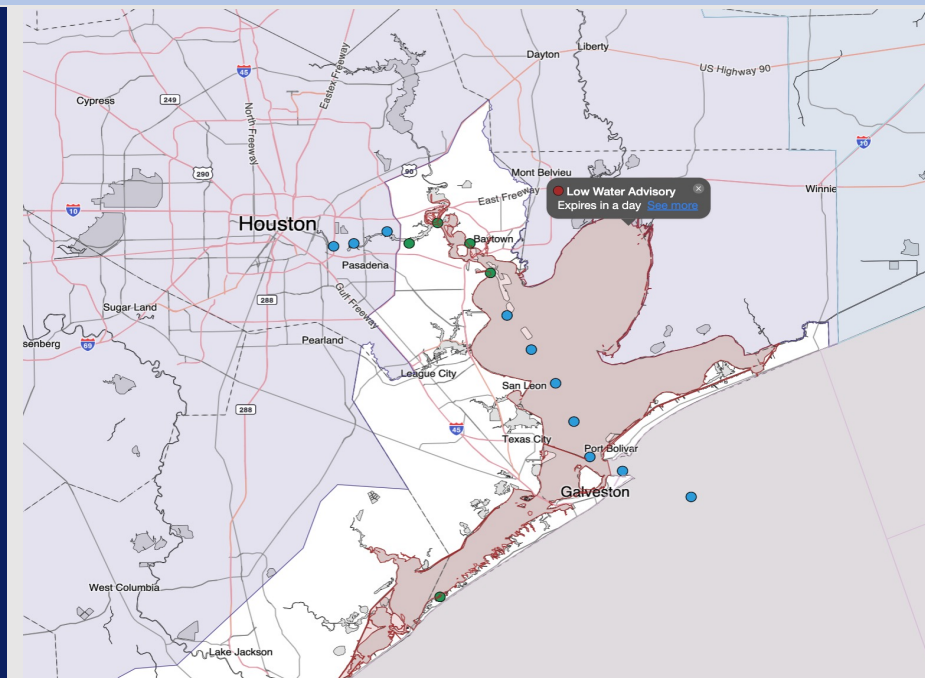 Liberty
Dayton
US Highway 90
45
Eastex Freeway
Cypress
249
North Freeway
290
90
Mont Belvieu
Low Water Advisory
Expires in a day See more
East Freeway
Winnie
10
Houston
Baytown
Pasadena
Gulf Freeway
288
Sugar Land
senberg
69
Pearland
League City
San Leon
288
45
Texas City
Port Bolivar
Galveston
West Columbia
Lake Jackson